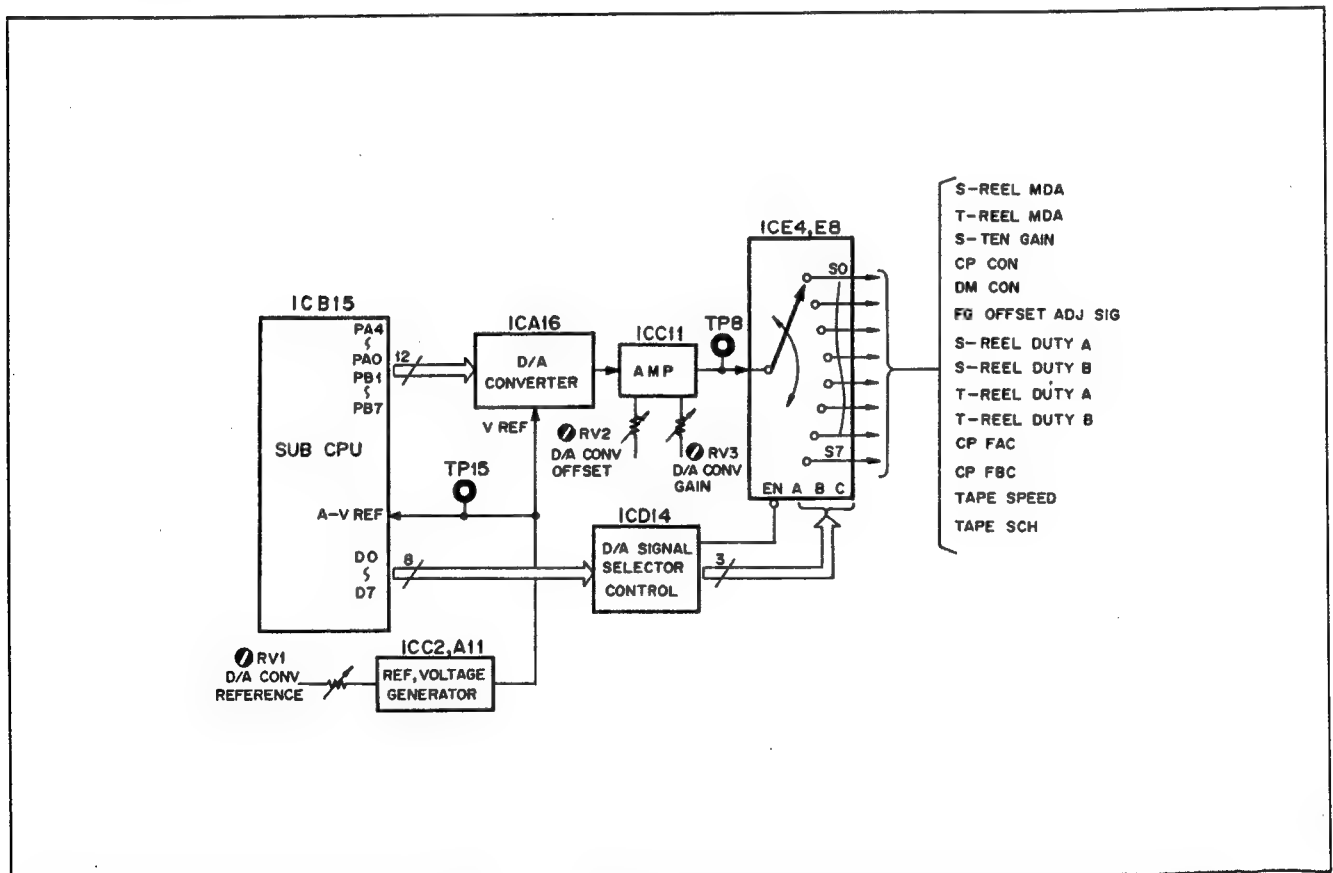 ICB15
PA4
PA0
PB1
PB7
SUB CPU
A-V REF
D0
D7
12
8
ICA16
D/A
CONVERTER
V REF
TP15
ICC11
AMP
RV2
D/A CONV
OFFSET
RV3
D/A CONV
GAIN
TP8
ICE4,E8
S0
S7
EN A B C
ICD14
D/A SIGNAL
SELECTOR
CONTROL
3
RV1
D/A CONV
REFERENCE
ICC2,A11
REF,VOLTAGE
GENERATOR
S-REEL MDA
T-REEL MDA
S-TEN GAIN
CP CON
DM CON
FG OFFSET ADJ SIG
S-REEL DUTY A
S-REEL DUTY B
T-REEL DUTY A
T-REEL DUTY B
CP FAC
CP FBC
TAPE SPEED
TAPE SCH